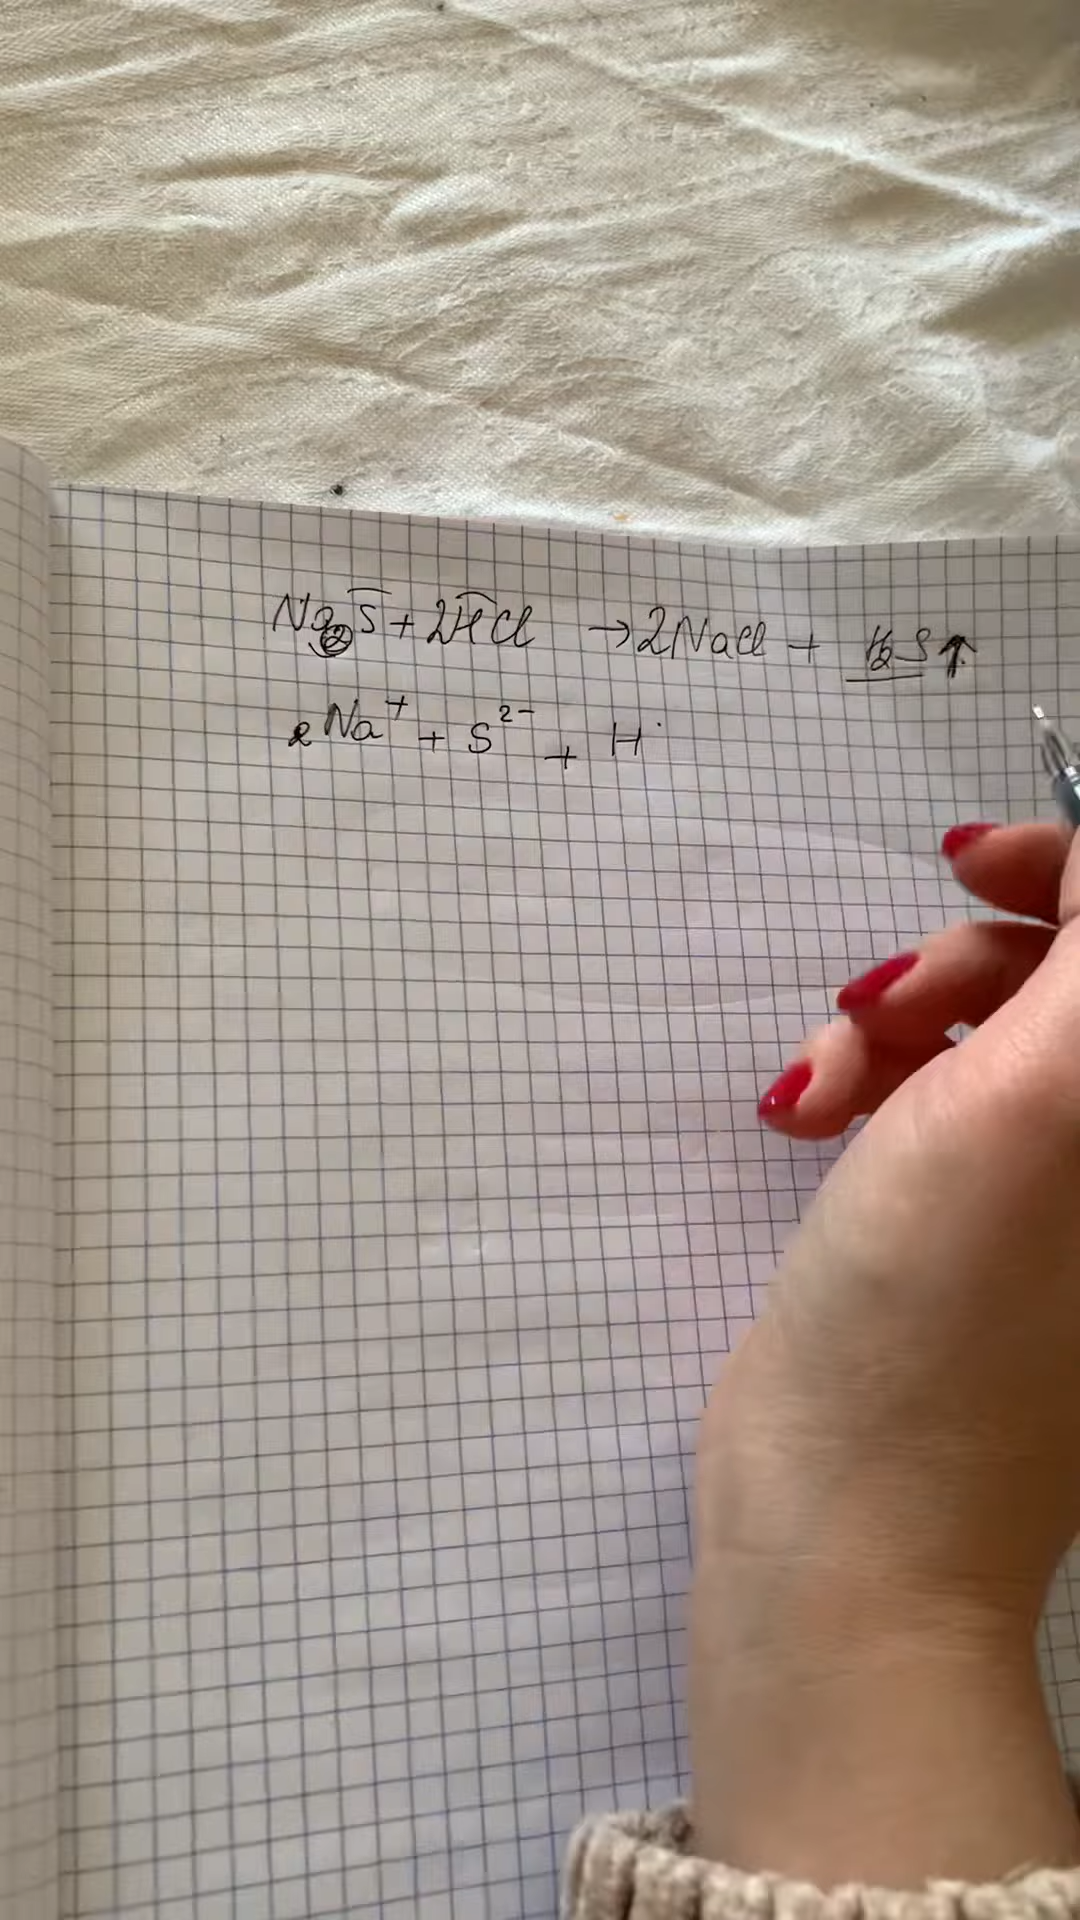 Na₂S + 2HCl → 2NaCl + H₂S↑
2Na⁺ + S²⁻ + H